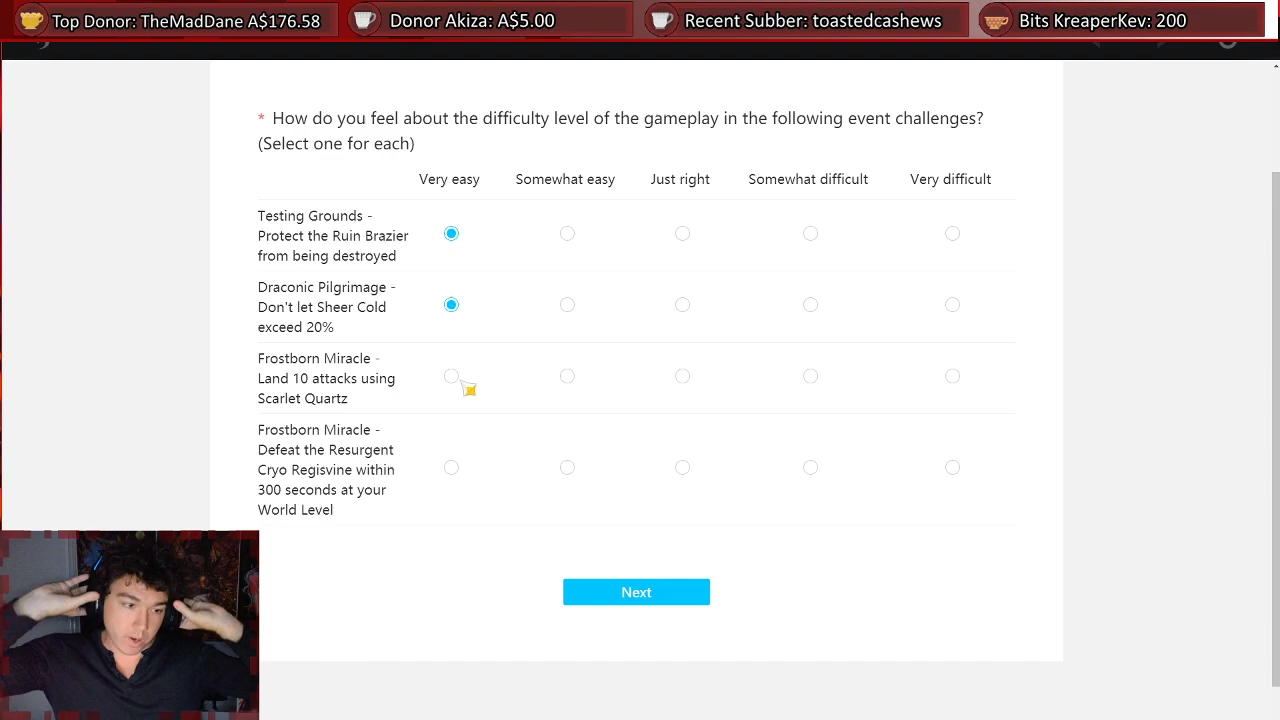 Top Donor: TheMadDane A$176.58
Donor Akiza: A$5.00
Recent Subber: toastedcashews
Bits KreaperKev: 200
* How do you feel about the difficulty level of the gameplay in the following event challenges?
(Select one for each)
Very easy
Somewhat easy
Just right
Somewhat difficult
Very difficult
Testing Grounds -
Protect the Ruin Brazier
from being destroyed
Draconic Pilgrimage -
Don't let Sheer Cold
exceed 20%
Frostborn Miracle -
Land 10 attacks using
Scarlet Quartz
Frostborn Miracle -
Defeat the Resurgent
Cryo Regisvine within
300 seconds at your
World Level
Next